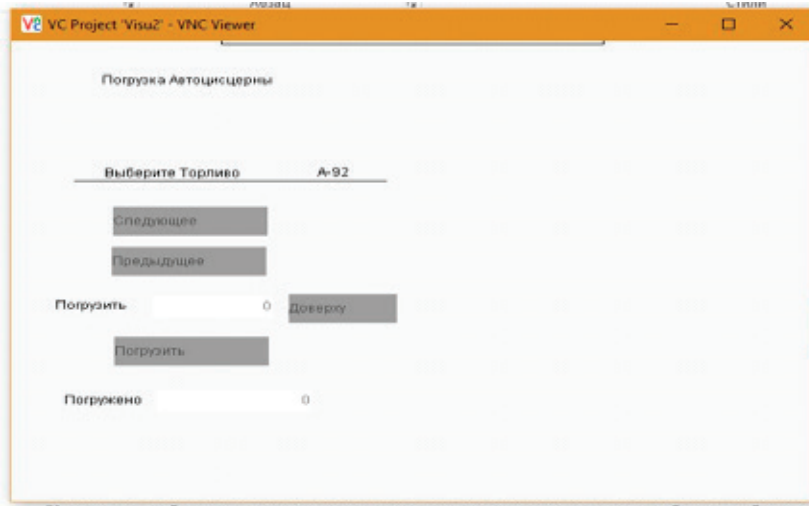 VC Project 'Visu2' - VNC Viewer
Погрузка Автоцисцерны
Выберите Торливо А-92
Следующее
Предыдущее
Погрузить 0 Доверху
Погрузить
Погружено 0